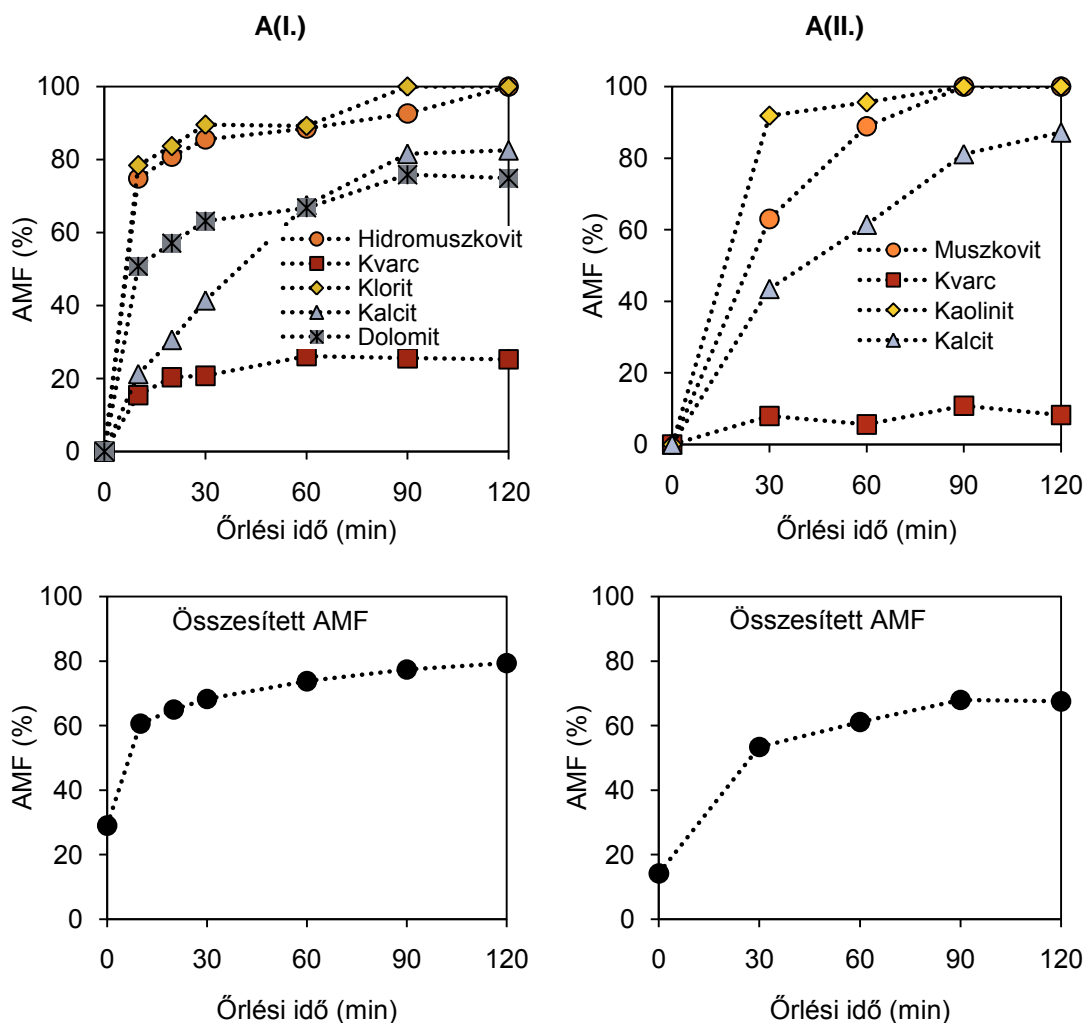 A(I.)
100
80
60
40
20
0
AMF (%)
Hidromuszkovit
Kvarc
Klorit
Kalcit
Dolomit
0 30 60 90 120
Őrlési idő (min)
A(II.)
100
80
60
40
20
0
AMF (%)
Muszkovit
Kvarc
Kaolinit
Kalcit
0 30 60 90 120
Őrlési idő (min)
100
80
60
40
20
0
AMF (%)
Összesített AMF
0 30 60 90 120
Őrlési idő (min)
100
80
60
40
20
0
AMF (%)
Összesített AMF
0 30 60 90 120
Őrlési idő (min)